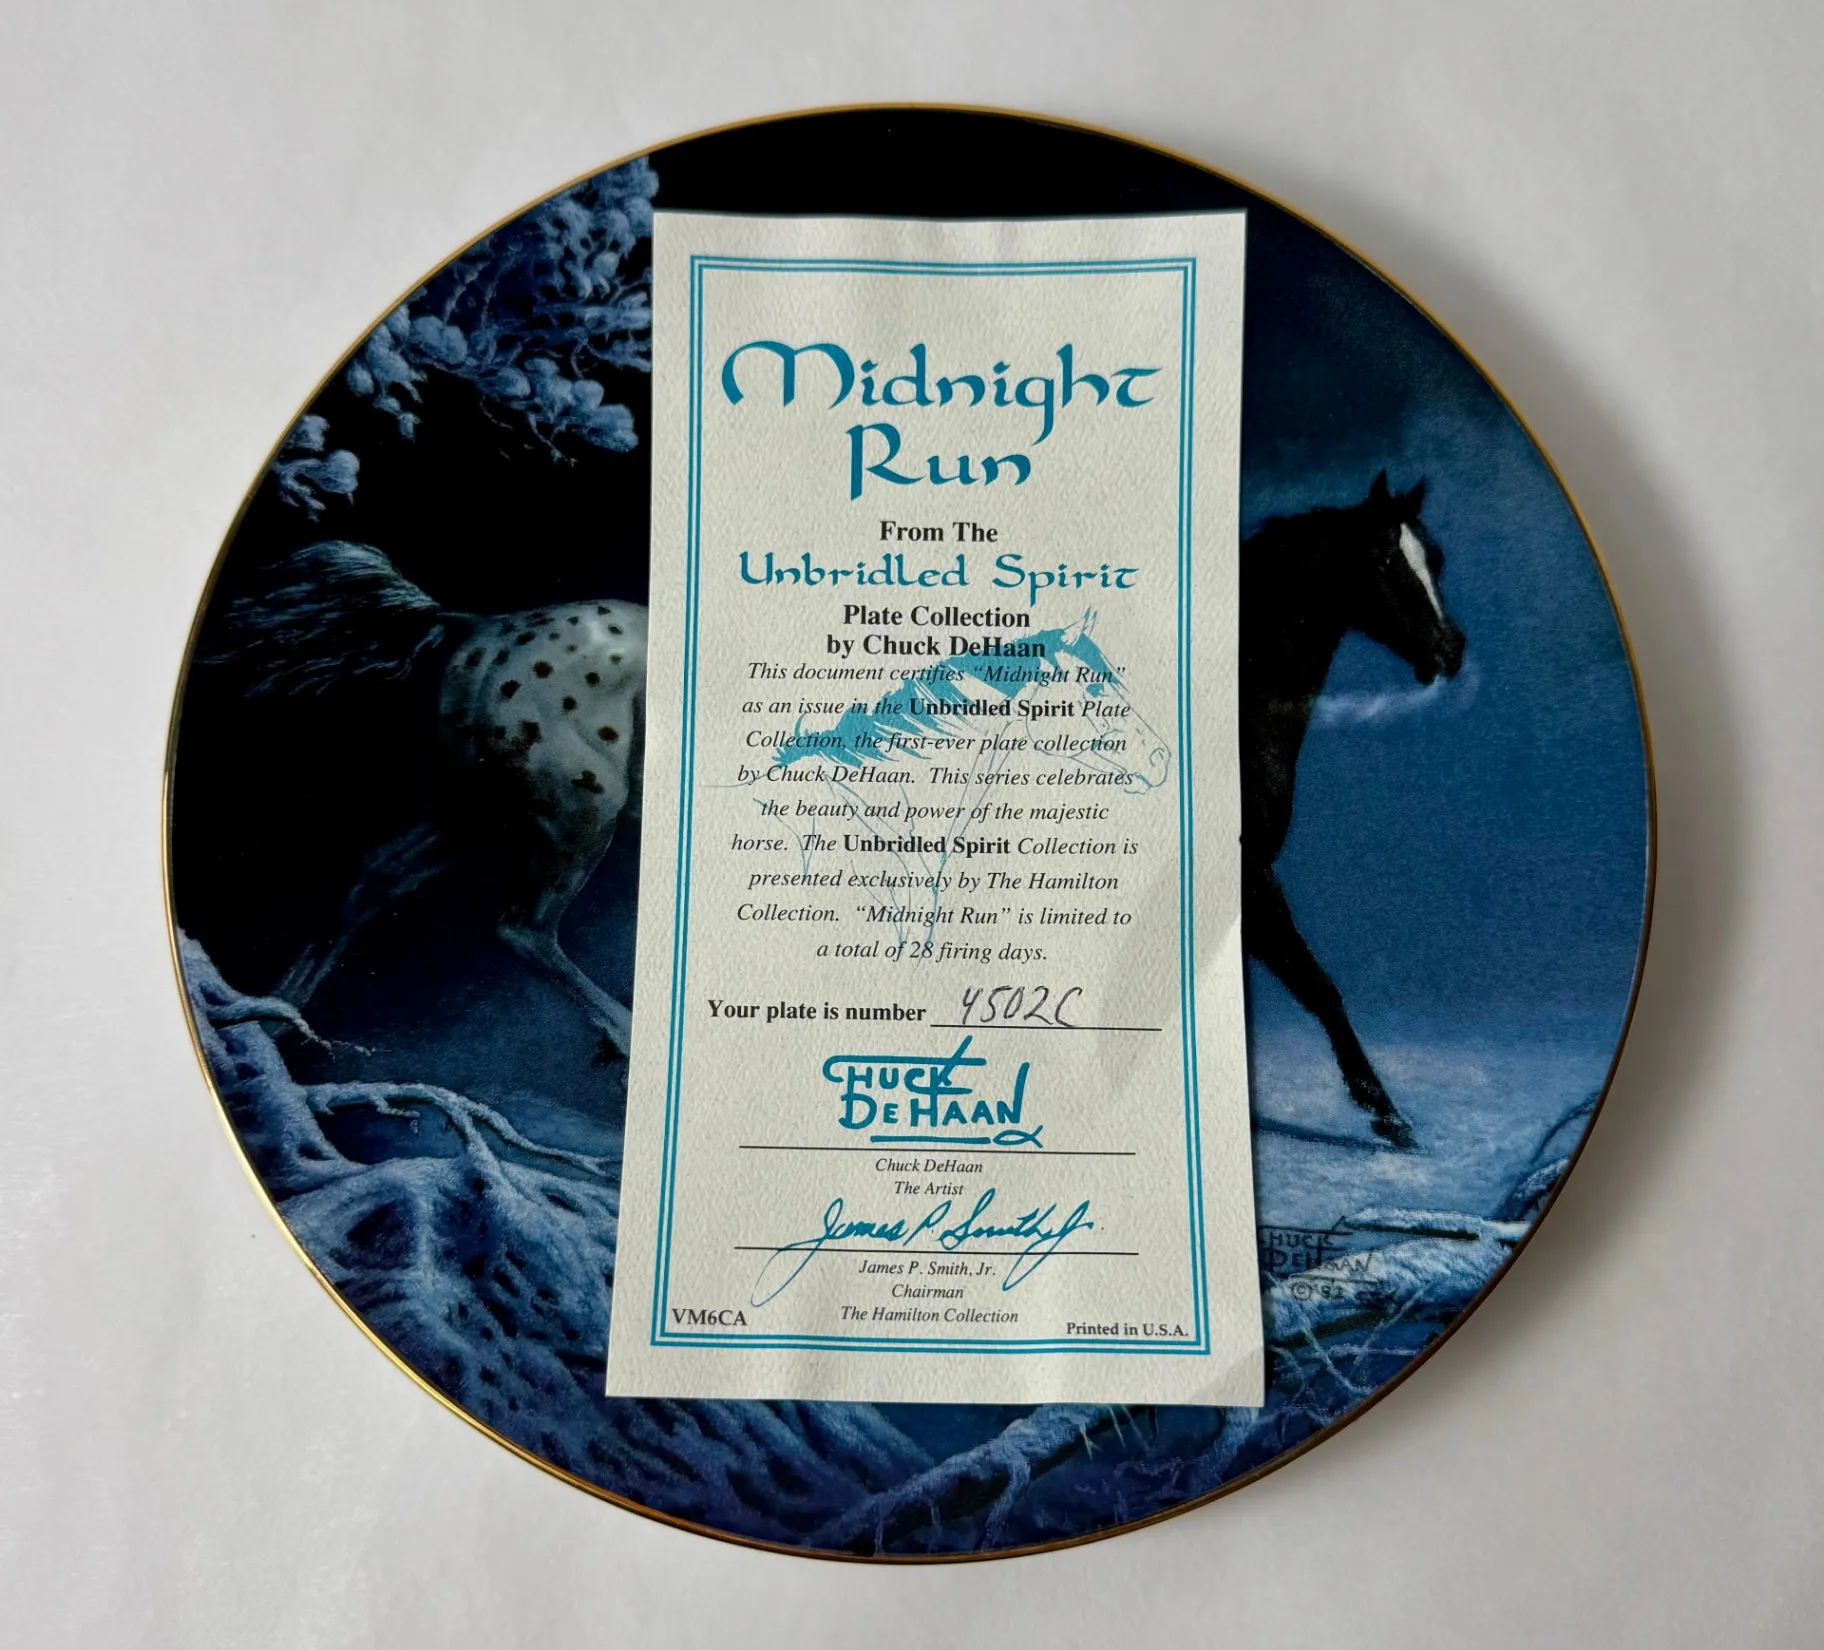 Midnight
Run
From The
Unbridled Spirit
Plate Collection
by Chuck DeHaan
This document certifies “Midnight Run”
as an issue in the Unbridled Spirit Plate
Collection, the first-ever plate collection
by Chuck DeHaan. This series celebrates
the beauty and power of the majestic
horse. The Unbridled Spirit Collection is
presented exclusively by The Hamilton
Collection. “Midnight Run” is limited to
a total of 28 firing days.
Your plate is number 4502C
CHUCK
DEHAAN
Chuck DeHaan
The Artist
James P. Smith Jr.
James P. Smith, Jr.
Chairman
The Hamilton Collection
VM6CA
Printed in U.S.A.
CHUCK
DEHAAN
© '92